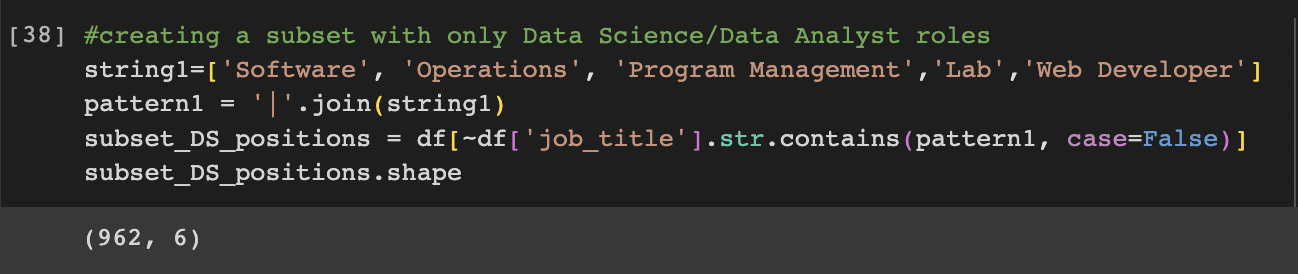 [38] #creating a subset with only Data Science/Data Analyst roles
string1=['Software', 'Operations', 'Program Management','Lab','Web Developer']
pattern1 = '|'.join(string1)
subset_DS_positions = df[~df['job_title'].str.contains(pattern1, case=False)]
subset_DS_positions.shape
(962, 6)